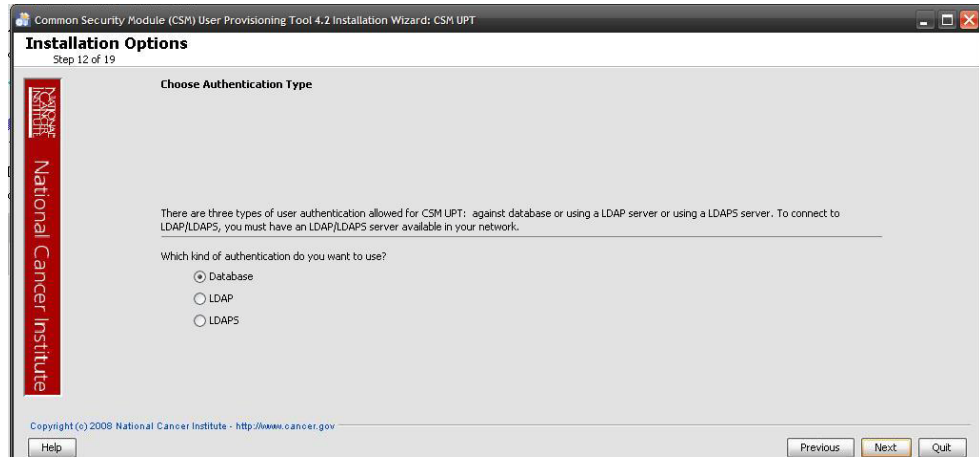 Common Security Module (CSM) User Provisioning Tool 4.2 Installation Wizard: CSM UPT
Installation Options
Step 12 of 19
NATIONAL
CANCER
INSTITUTE
National Cancer Institute
Choose Authentication Type
There are three types of user authentication allowed for CSM UPT: against database or using a LDAP server or using a LDAPS server. To connect to
LDAP/LDAPS, you must have an LDAP/LDAPS server available in your network.
Which kind of authentication do you want to use?
Database
LDAP
LDAPS
Copyright (c) 2008 National Cancer Institute - http://www.cancer.gov
Help
Previous
Next
Quit